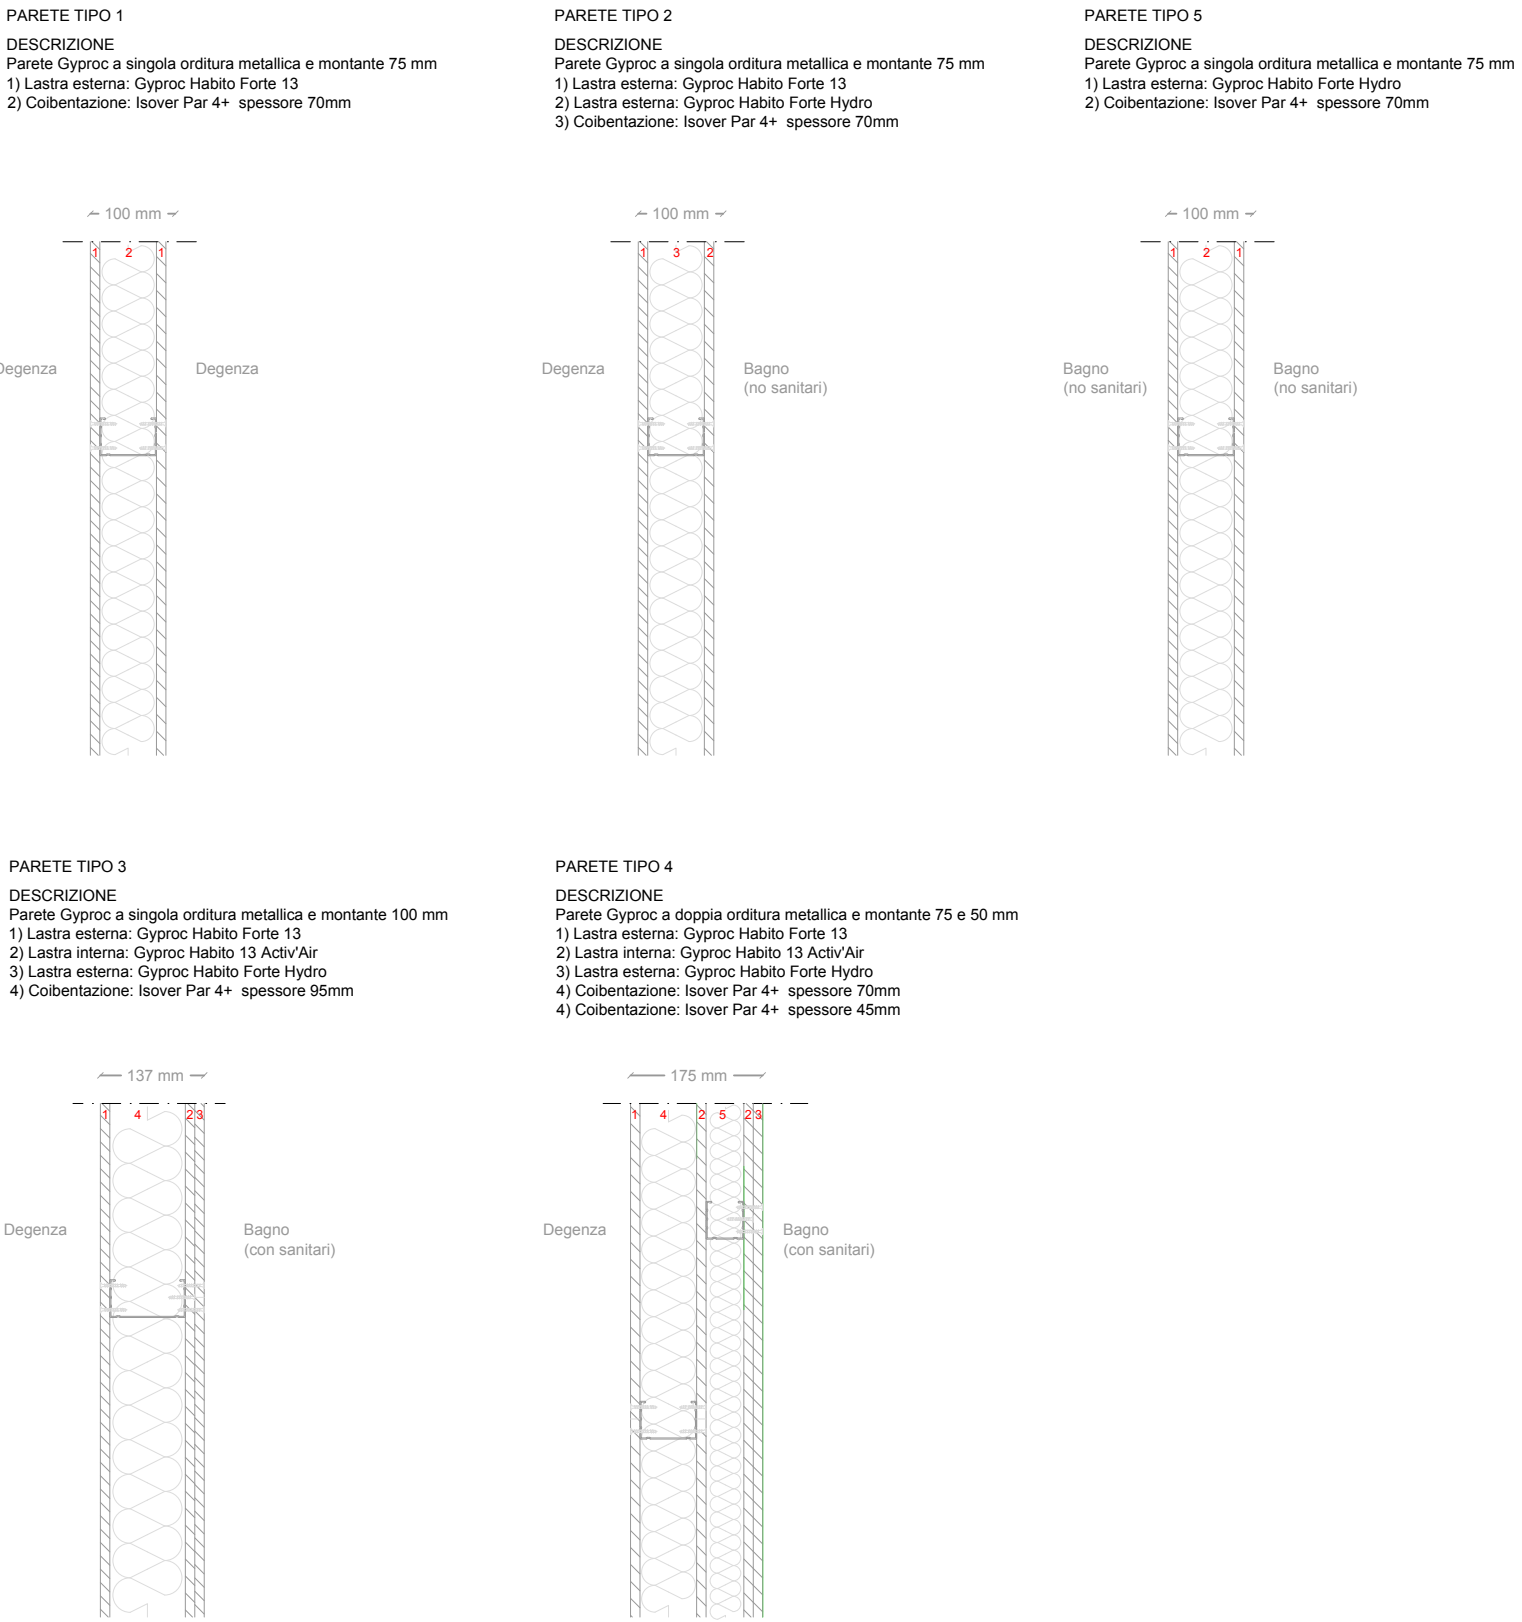 PARETE TIPO 1
DESCRIZIONE
Parete Gyproc a singola orditura metallica e montante 75 mm
1) Lastra esterna: Gyproc Habito Forte 13
2) Coibentazione: Isover Par 4+  spessore 70mm
100 mm
1 2 1
Degenza
Degenza
PARETE TIPO 2
DESCRIZIONE
Parete Gyproc a singola orditura metallica e montante 75 mm
1) Lastra esterna: Gyproc Habito Forte 13
2) Lastra esterna: Gyproc Habito Forte Hydro
3) Coibentazione: Isover Par 4+  spessore 70mm
100 mm
1 3 2
Degenza
Bagno
(no sanitari)
PARETE TIPO 5
DESCRIZIONE
Parete Gyproc a singola orditura metallica e montante 75 mm
1) Lastra esterna: Gyproc Habito Forte Hydro
2) Coibentazione: Isover Par 4+  spessore 70mm
100 mm
1 2 1
Bagno
(no sanitari)
Bagno
(no sanitari)
PARETE TIPO 3
DESCRIZIONE
Parete Gyproc a singola orditura metallica e montante 100 mm
1) Lastra esterna: Gyproc Habito Forte 13
2) Lastra interna: Gyproc Habito 13 Activ'Air
3) Lastra esterna: Gyproc Habito Forte Hydro
4) Coibentazione: Isover Par 4+  spessore 95mm
137 mm
1 4 2 3
Degenza
Bagno
(con sanitari)
PARETE TIPO 4
DESCRIZIONE
Parete Gyproc a doppia orditura metallica e montante 75 e 50 mm
1) Lastra esterna: Gyproc Habito Forte 13
2) Lastra interna: Gyproc Habito 13 Activ'Air
3) Lastra esterna: Gyproc Habito Forte Hydro
4) Coibentazione: Isover Par 4+  spessore 70mm
4) Coibentazione: Isover Par 4+  spessore 45mm
175 mm
1 4 2 5 2 3
Degenza
Bagno
(con sanitari)